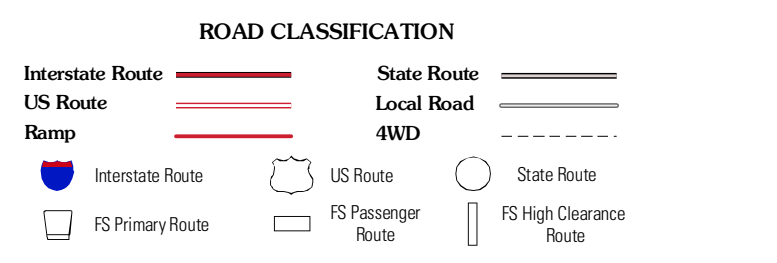 ROAD CLASSIFICATION
Interstate Route
State Route
US Route
Local Road
Ramp
4WD
Interstate Route
US Route
State Route
FS Primary Route
FS Passenger
Route
FS High Clearance
Route